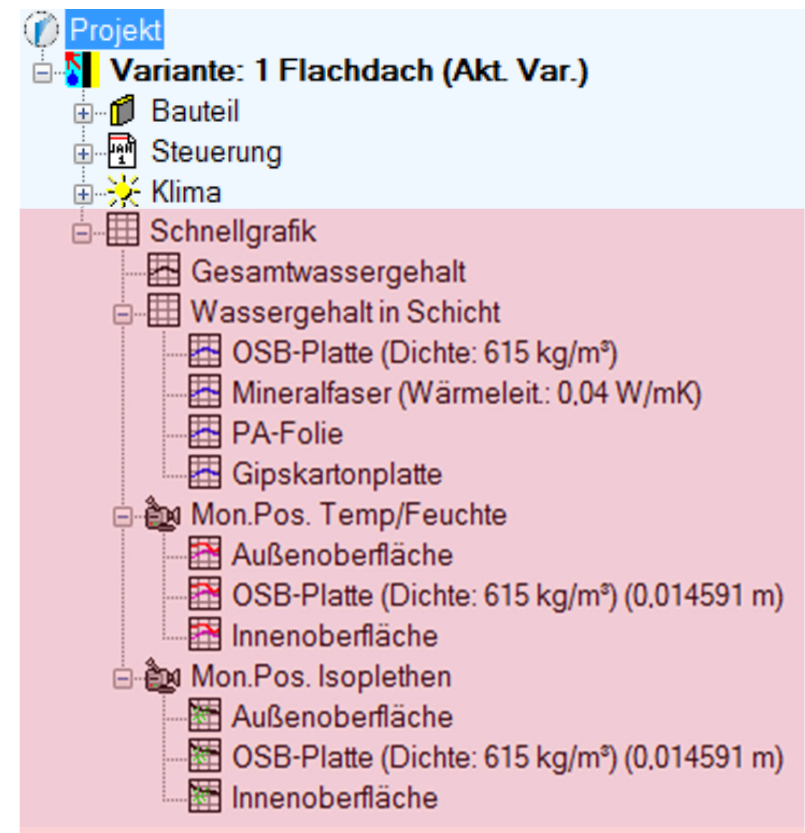 Projekt
Variante: 1 Flachdach (Akt. Var.)
Bauteil
Steuerung
Klima
Schnellgrafik
Gesamtwassergehalt
Wassergehalt in Schicht
OSB-Platte (Dichte: 615 kg/m³)
Mineralfaser (Wärmeleit.: 0,04 W/mK)
PA-Folie
Gipskartonplatte
Mon.Pos. Temp/Feuchte
Außenoberfläche
OSB-Platte (Dichte: 615 kg/m³) (0,014591 m)
Innenoberfläche
Mon.Pos. Isoplethen
Außenoberfläche
OSB-Platte (Dichte: 615 kg/m³) (0,014591 m)
Innenoberfläche